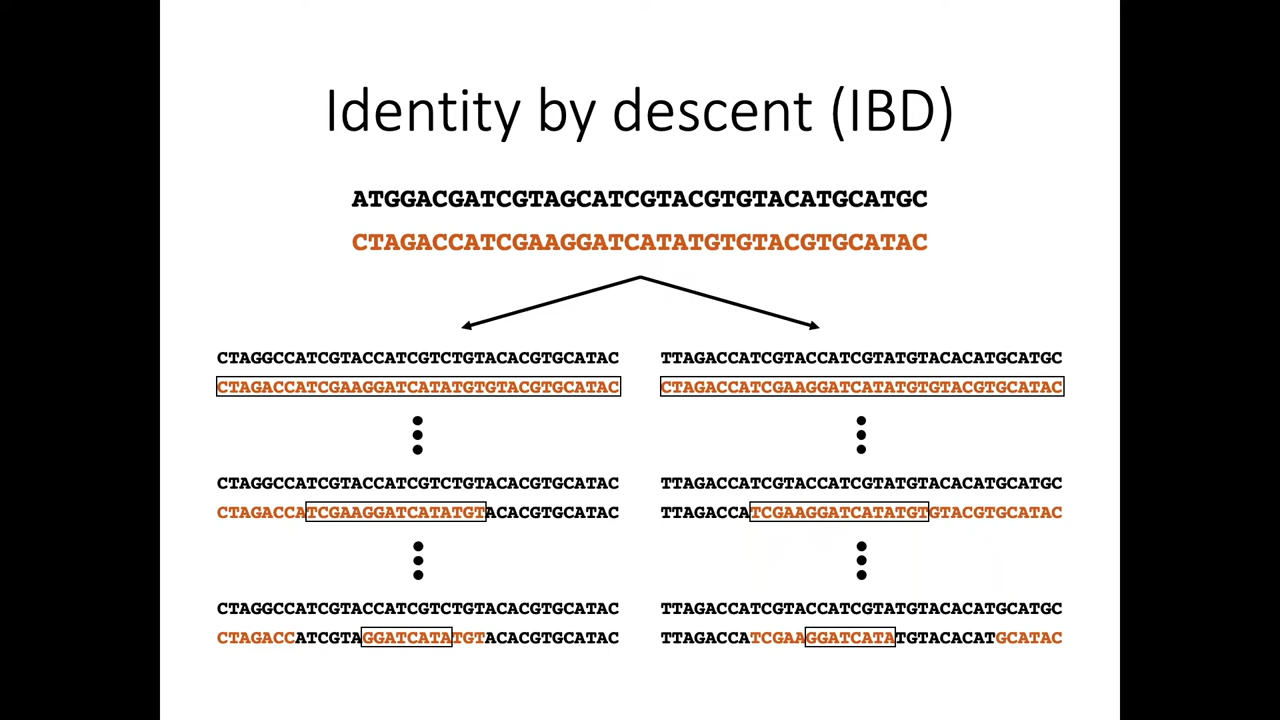 Identity by descent (IBD)
ATGGACGATCGTAGCATCGTACGTGTACATGCATGC
CTAGACCATCGAAGGATCATATGTGTACGTGCATAC
CTAGGCCATCGTACCATCGTCTGTACACGTGCATAC TTAGACCATCGTACCATCGTATGTACACATGCATGC
CTAGACCATCGAAGGATCATATGTGTACGTGCATAC CTAGACCATCGAAGGATCATATGTGTACGTGCATAC
CTAGGCCATCGTACCATCGTCTGTACACGTGCATAC TTAGACCATCGTACCATCGTATGTACACATGCATGC
CTAGACCATCGAAGGATCATATGTACACGTGCATAC TTAGACCATCGAAGGATCATATGTGTACGTGCATAC
CTAGGCCATCGTACCATCGTCTGTACACGTGCATAC TTAGACCATCGTACCATCGTATGTACACATGCATGC
CTAGACCATCGTAGGATCATATGTACACGTGCATAC TTAGACCATCGAAGGATCATATGTACACATGCATAC